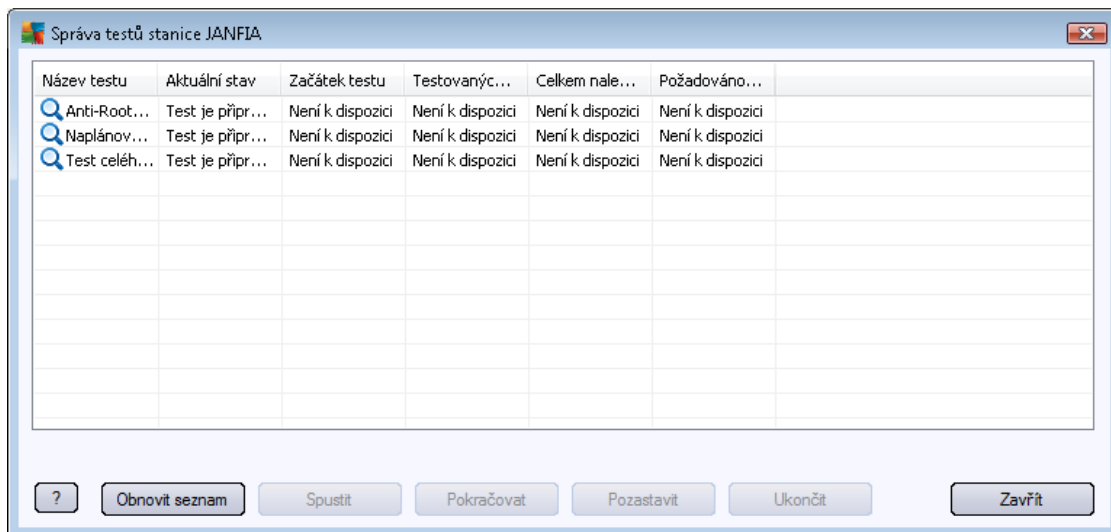 Správa testů stanice JANFIA
Název testu Aktuální stav Začátek testu Testovanýc... Celkem nale... Požadováno...
Anti-Root... Test je připr... Není k dispozici Není k dispozici Není k dispozici Není k dispozici
Naplánov... Test je připr... Není k dispozici Není k dispozici Není k dispozici Není k dispozici
Test celéh... Test je připr... Není k dispozici Není k dispozici Není k dispozici Není k dispozici
? Obnovit seznam Spustit Pokračovat Pozastavit Ukončit Zavřít